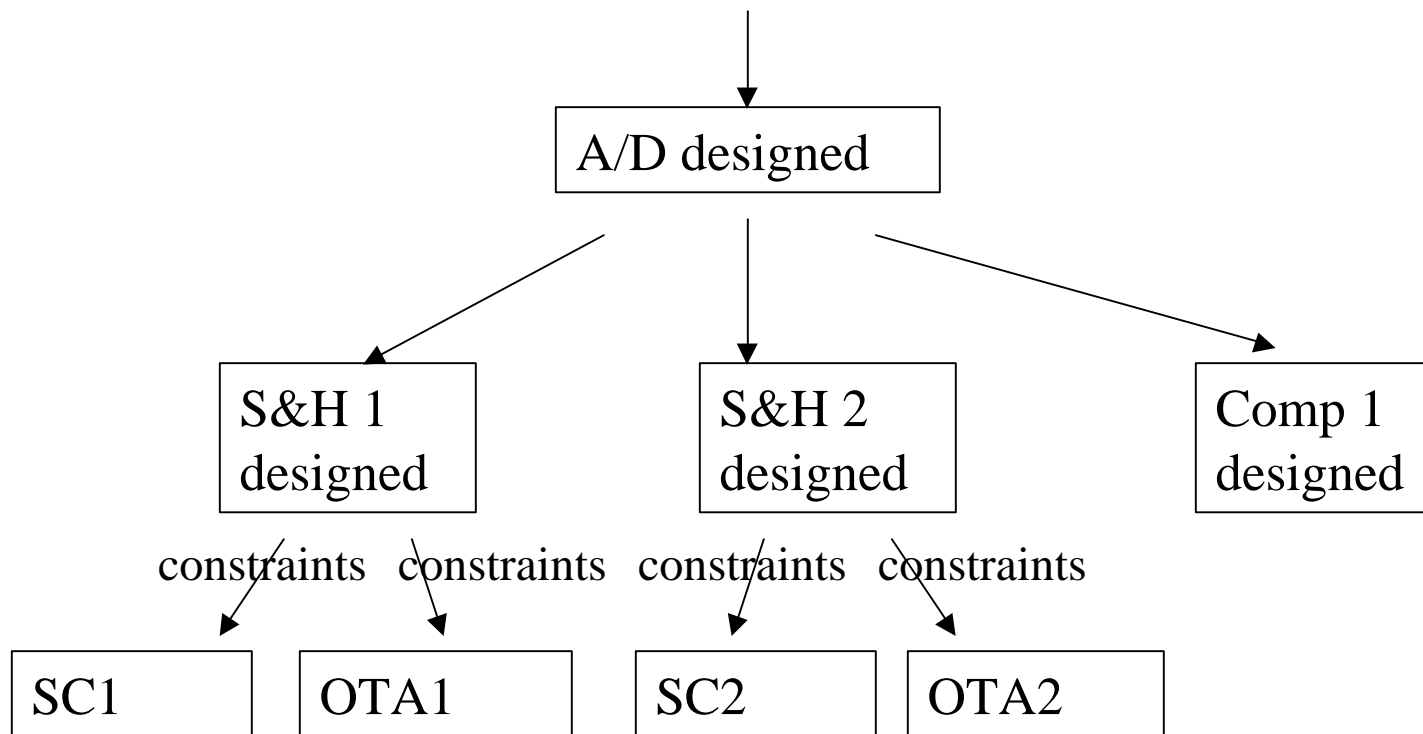 A/D designed
S&H 1
designed
S&H 2
designed
Comp 1
designed
constraints
constraints
constraints
constraints
SC1
OTA1
SC2
OTA2